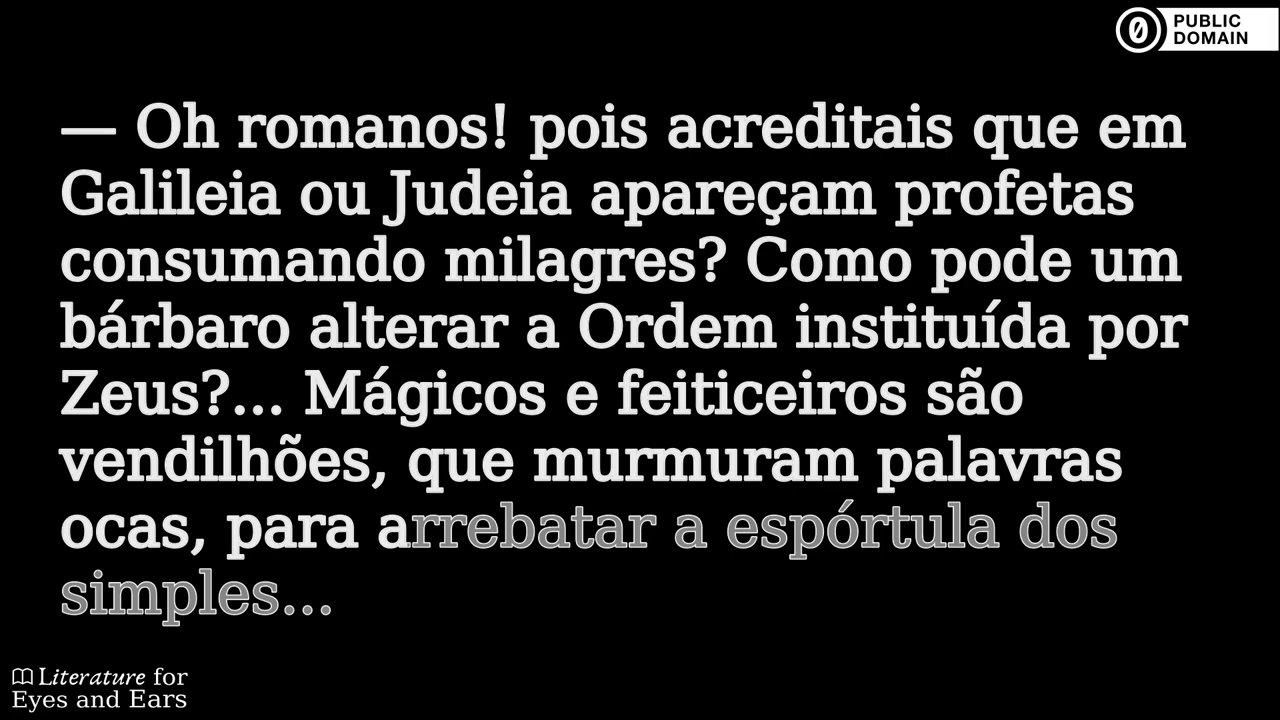 PUBLIC
DOMAIN
— Oh romanos! pois acreditais que em
Galileia ou Judeia apareçam profetas
consumando milagres? Como pode um
bárbaro alterar a Ordem instituída por
Zeus?... Mágicos e feiticeiros são
vendilhões, que murmuram palavras
ocas, para arrebatar a espórtula dos
simples...
Literature for
Eyes and Ears